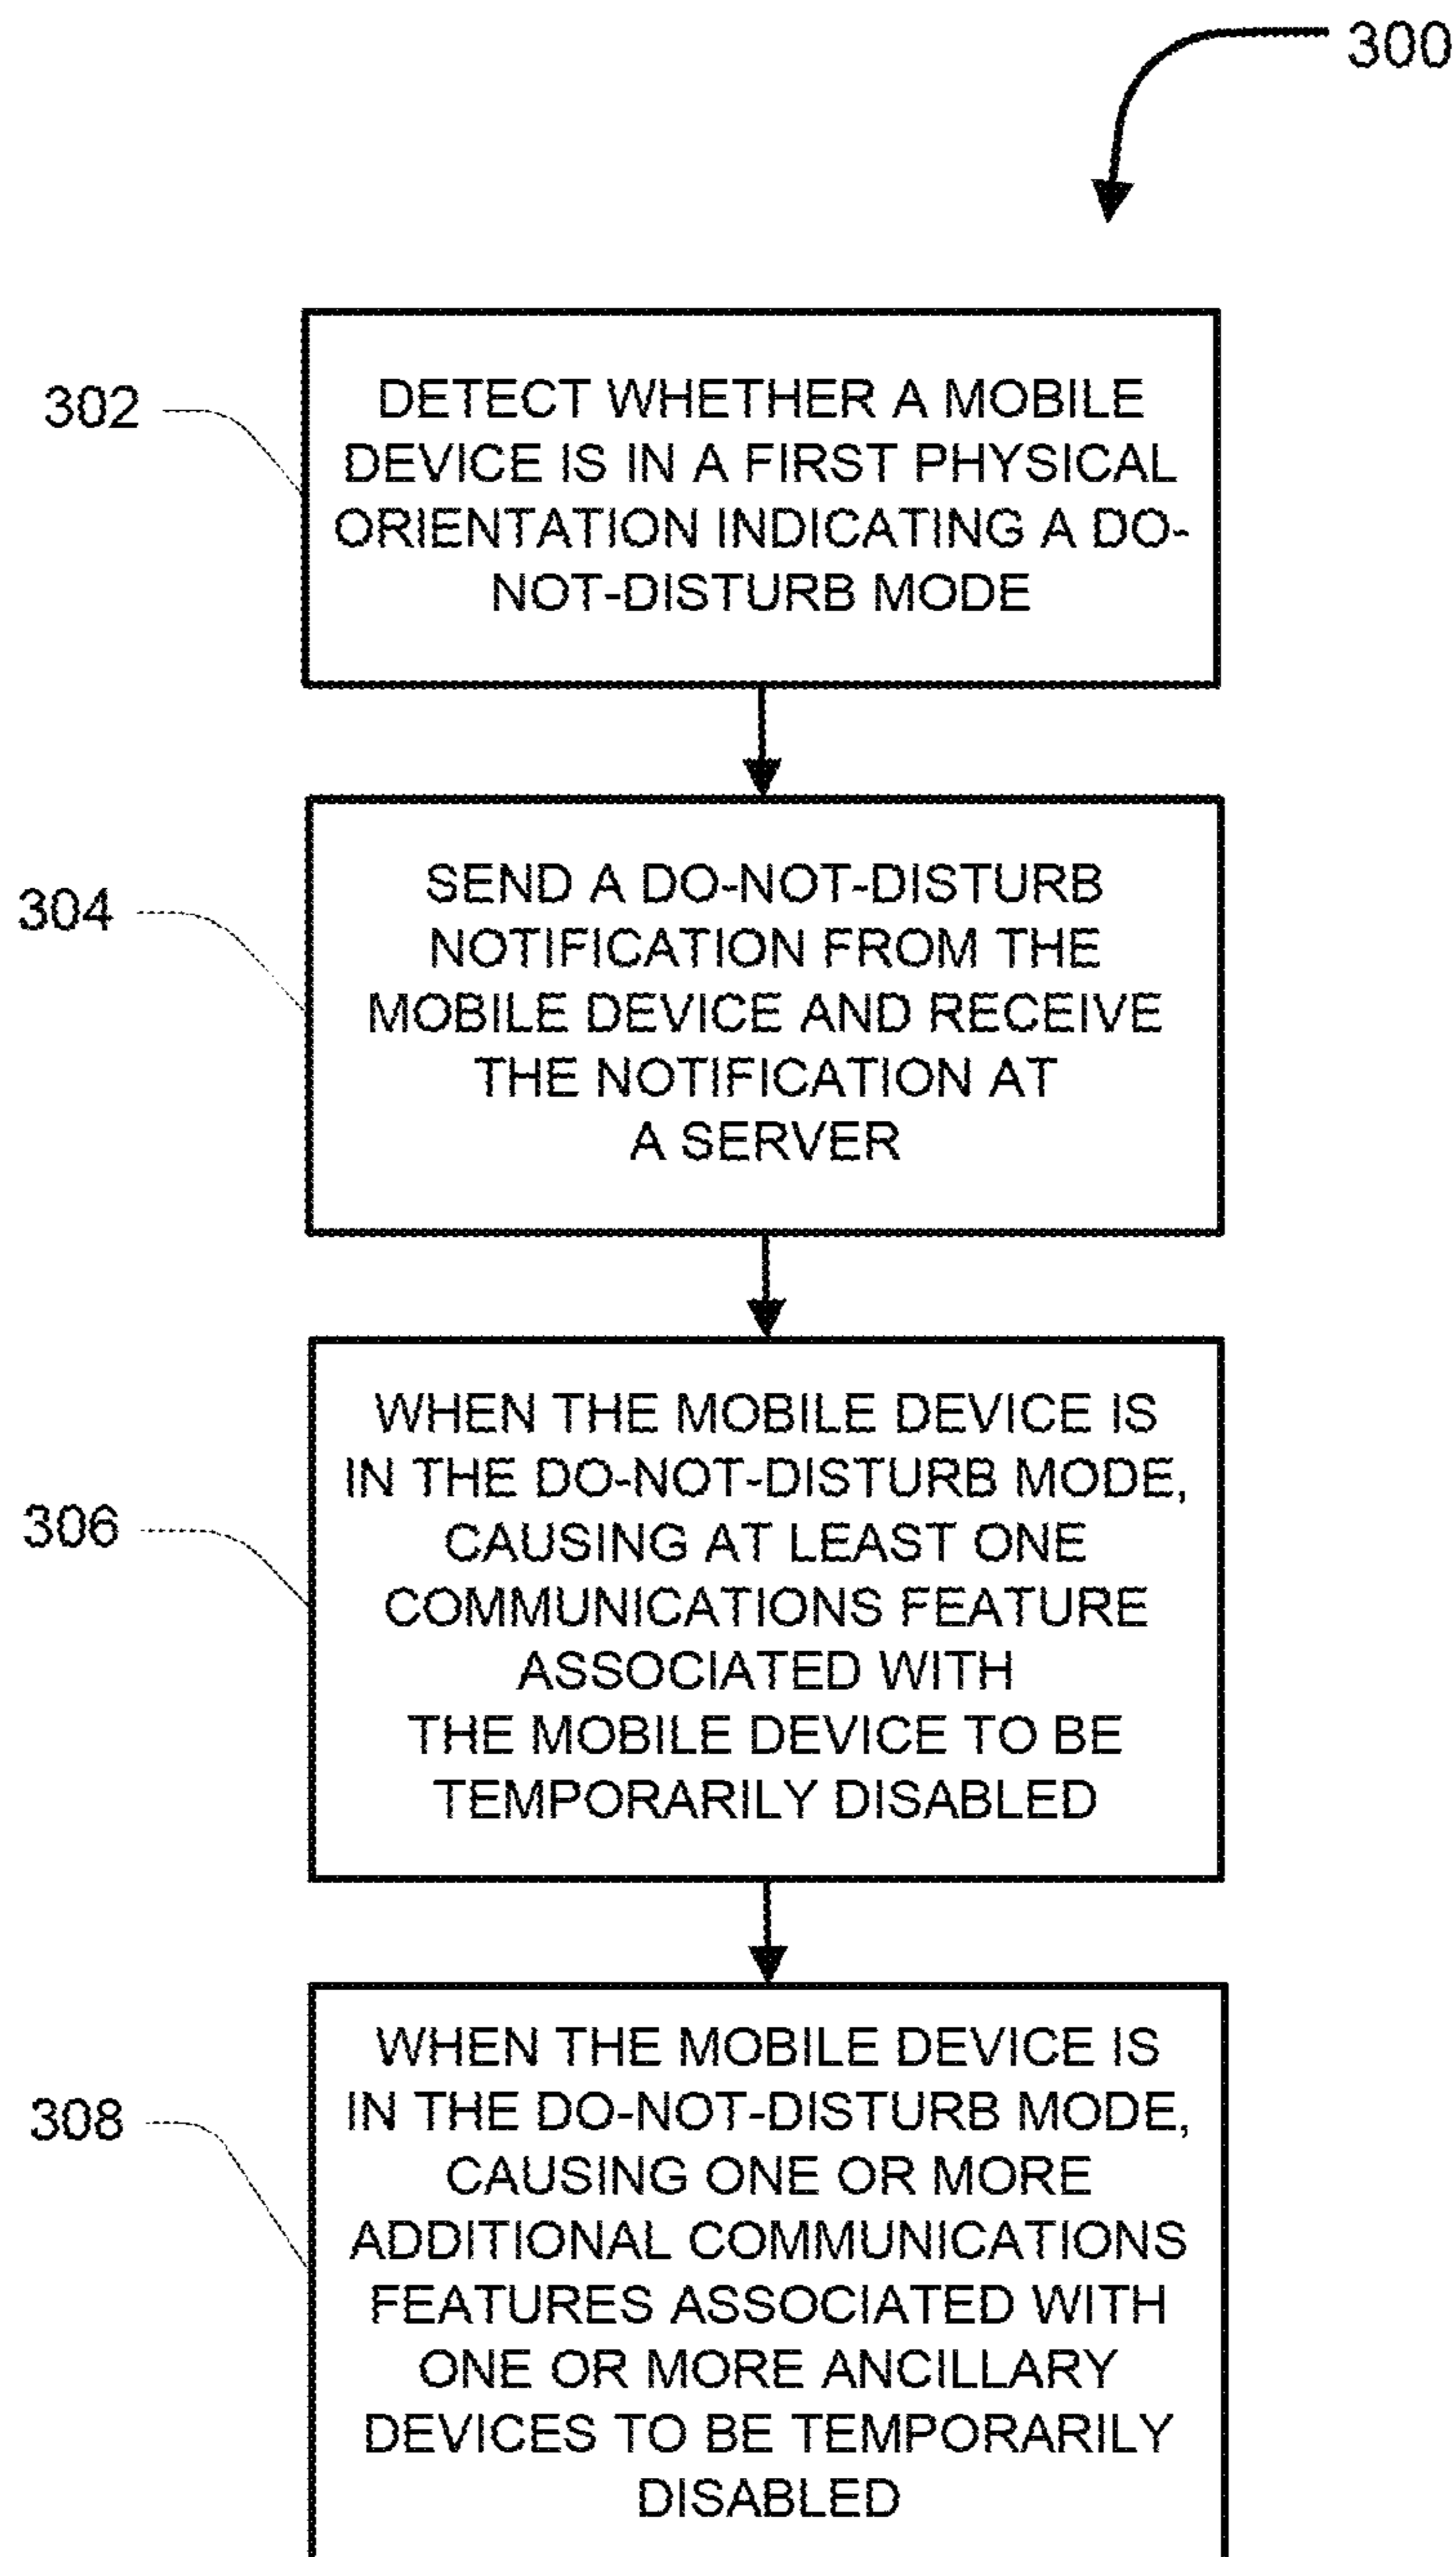 300
302
DETECT WHETHER A MOBILE
DEVICE IS IN A FIRST PHYSICAL
ORIENTATION INDICATING A DO-
NOT-DISTURB MODE
304
SEND A DO-NOT-DISTURB
NOTIFICATION FROM THE
MOBILE DEVICE AND RECEIVE
THE NOTIFICATION AT
A SERVER
306
WHEN THE MOBILE DEVICE IS
IN THE DO-NOT-DISTURB MODE,
CAUSING AT LEAST ONE
COMMUNICATIONS FEATURE
ASSOCIATED WITH
THE MOBILE DEVICE TO BE
TEMPORARILY DISABLED
308
WHEN THE MOBILE DEVICE IS
IN THE DO-NOT-DISTURB MODE,
CAUSING ONE OR MORE
ADDITIONAL COMMUNICATIONS
FEATURES ASSOCIATED WITH
ONE OR MORE ANCILLARY
DEVICES TO BE TEMPORARILY
DISABLED